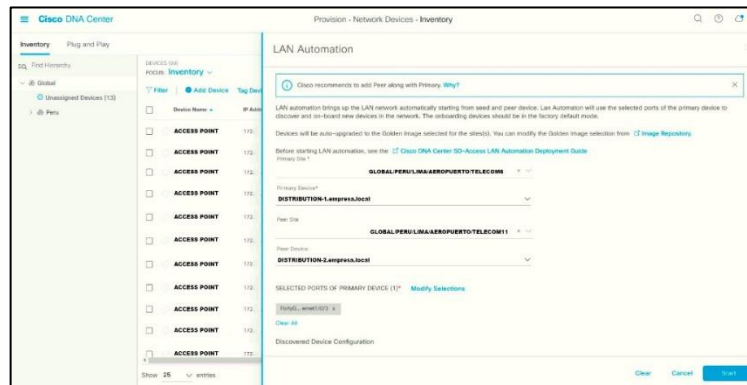 Cisco DNA Center
Provision - Network Devices - Inventory
Inventory Plug and Play
Find Hierarchy
Global
Unassigned Devices (13)
Peru
DEVICES
FOCUS: Inventory
Filter Add Device Tag Devi
Device Name IP Addr
ACCESS POINT 172.
ACCESS POINT 172.
ACCESS POINT 172.
ACCESS POINT 172.
ACCESS POINT 172.
ACCESS POINT 172.
ACCESS POINT 172.
ACCESS POINT 172.
ACCESS POINT 172.
Show 25 entries
LAN Automation
Cisco recommends to add Peer along with Primary. Why?
LAN automation brings up the LAN network automatically starting from seed and peer device. Lan Automation will use the selected ports of the primary device to
discover and on-board new devices in the network. The onboarding devices should be in the factory default mode.
Devices will be auto-upgraded to the Golden Image selected for the sites(s). You can modify the Golden Image selection from Image Repository.
Before starting LAN automation, see the Cisco DNA Center SD-Access LAN Automation Deployment Guide
Primary Site *
GLOBAL/PERU/LIMA/AEROPUERTO/TELECOM6
Primary Device*
DISTRIBUTION-1.empresa.local
Peer Site
GLOBAL/PERU/LIMA/AEROPUERTO/TELECOM11
Peer Device
DISTRIBUTION-2.empresa.local
SELECTED PORTS OF PRIMARY DEVICE (1)* Modify Selections
Clear All
Discovered Device Configuration
Clear Cancel Start